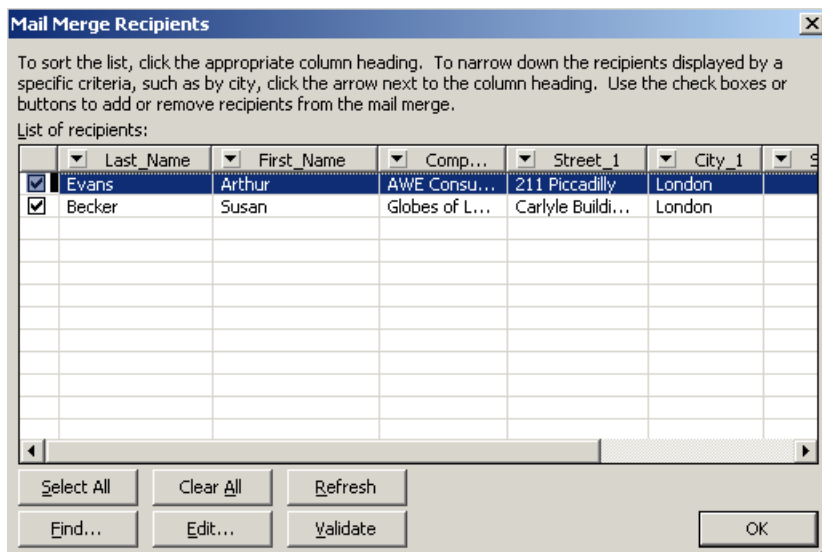 Mail Merge Recipients
To sort the list, click the appropriate column heading. To narrow down the recipients displayed by a
specific criteria, such as by city, click the arrow next to the column heading. Use the check boxes or
buttons to add or remove recipients from the mail merge.
List of recipients:
Last_Name First_Name Comp... Street_1 City_1 S
Evans Arthur AWE Consu... 211 Piccadilly London
Becker Susan Globes of L... Carlyle Buildi... London
Select All Clear All Refresh
Find... Edit... Validate OK